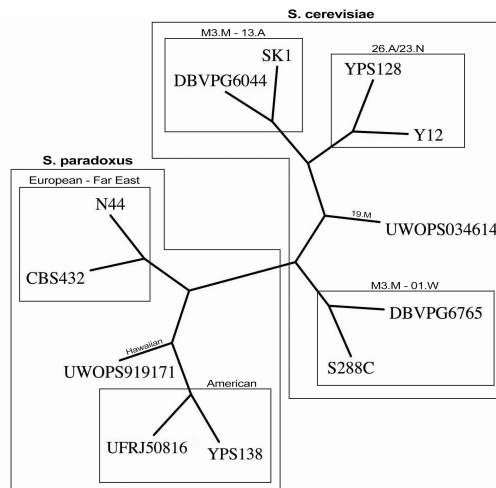 S. cerevisiae
M3.M - 13.A
SK1
DBVPG6044
26.A/23.N
YPS128
Y12
S. paradoxus
European - Far East
N44
CBS432
19.M
UWOPS034614
M3.M - 01.W
DBVPG6765
S288C
Hawaiian
UWOPS919171
American
UFRJ50816
YPS138